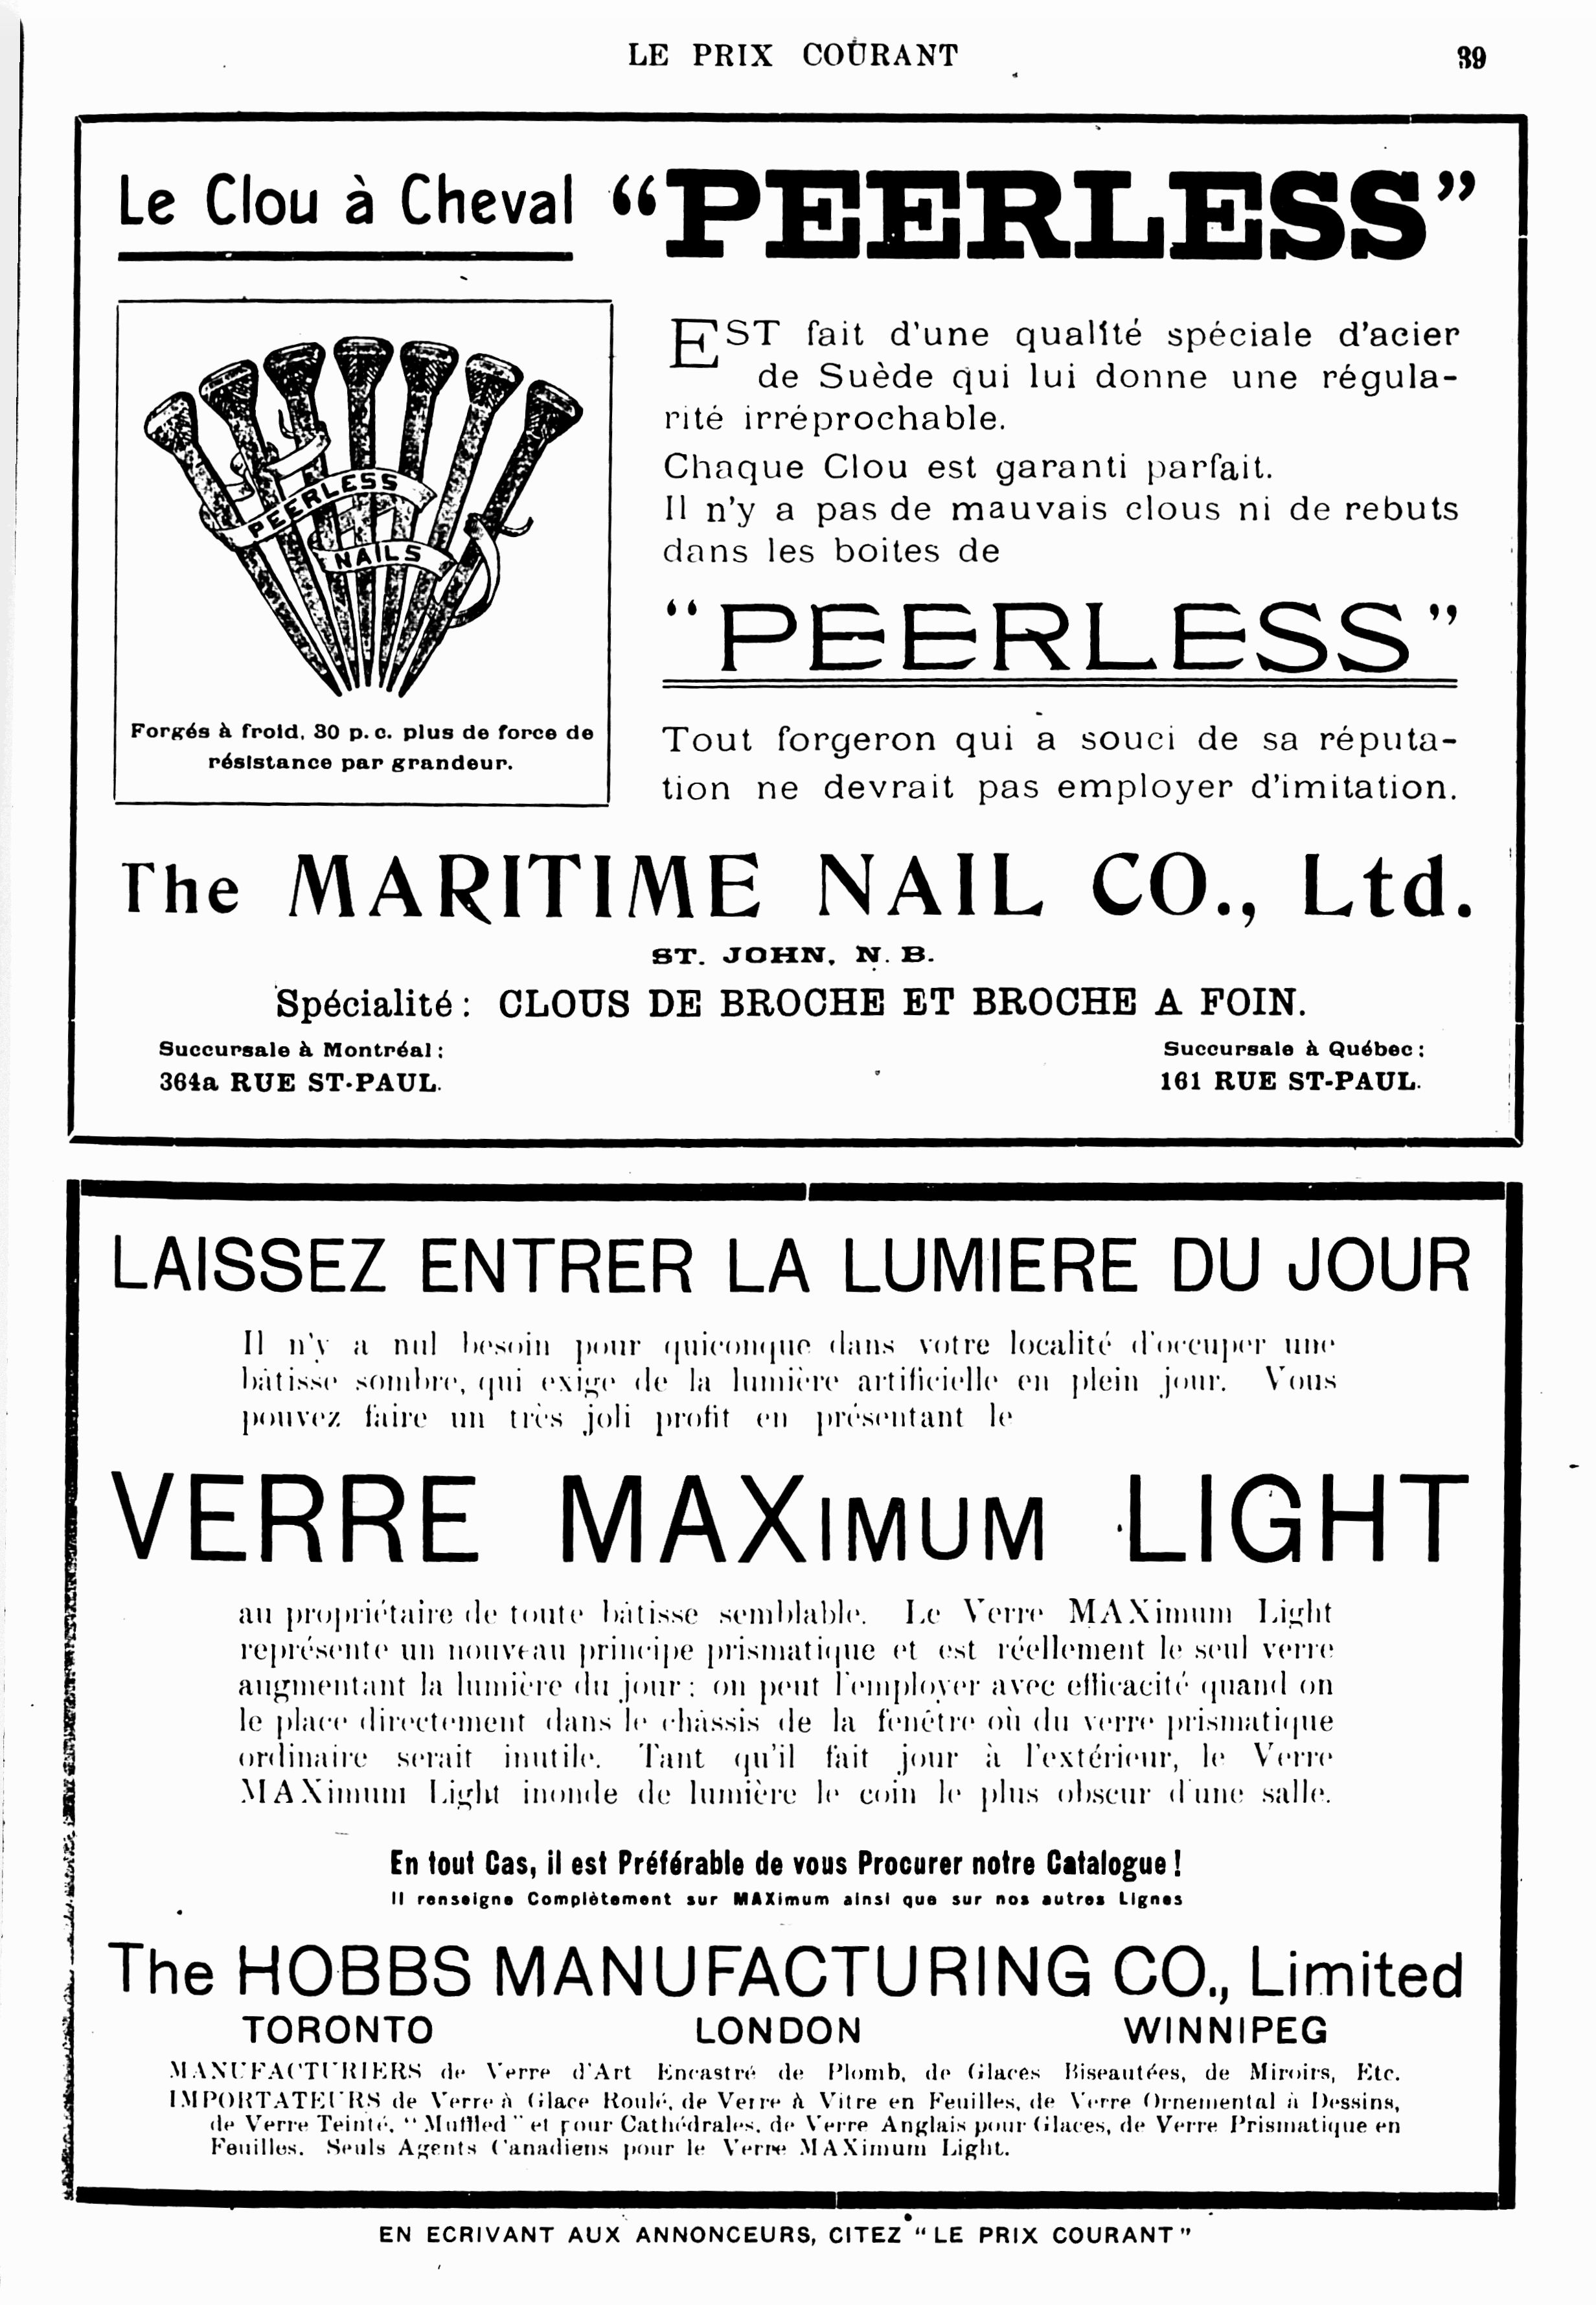 LE PRIX COURANT
39
Le Clou à Cheval "PEERLESS"
EST fait d'une qualité spéciale d'acier
de Suède qui lui donne une régula-
rité irréprochable.
Chaque Clou est garanti parfait.
Il n'y a pas de mauvais clous ni de rebuts
dans les boites de
"PEERLESS"
Tout forgeron qui a souci de sa réputa-
tion ne devrait pas employer d'imitation.
PEERLESS
NAILS
Forgés à froid, 30 p. c. plus de force de
résistance par grandeur.
The MARITIME NAIL CO., Ltd.
ST. JOHN, N. B.
Spécialité : CLOUS DE BROCHE ET BROCHE A FOIN.
Succursale à Montréal :
364a RUE ST-PAUL.
Succursale à Québec :
161 RUE ST-PAUL.
LAISSEZ ENTRER LA LUMIERE DU JOUR
Il n'y a nul besoin pour quiconque dans votre localité d'occuper une
bâtisse sombre, qui exige de la lumière artificielle en plein jour. Vous
pouvez faire un très joli profit en présentant le
VERRE MAXIMUM LIGHT
au propriétaire de toute bâtisse semblable. Le Verre MAXimum Light
représente un nouveau principe prismatique et est réellement le seul verre
augmentant la lumière du jour ; on peut l'employer avec efficacité quand on
le place directement dans le châssis de la fenêtre où du verre prismatique
ordinaire serait inutile. Tant qu'il fait jour à l'extérieur, le Verre
MAXimum Light inonde de lumière le coin le plus obscur d'une salle.
En tout Cas, il est Préférable de vous Procurer notre Catalogue !
Il renseigne Complètement sur MAXimum ainsi que sur nos autres Lignes
The HOBBS MANUFACTURING CO., Limited
TORONTO LONDON WINNIPEG
MANUFACTURIERS de Verre d'Art Encastré de Plomb, de Glaces Biseautées, de Miroirs, Etc.
IMPORTATEURS de Verre à Glace Roulé, de Verre à Vitre en Feuilles, de Verre Ornemental à Dessins,
de Verre Teinté, "Muffled" et pour Cathédrales, de Verre Anglais pour Glaces, de Verre Prismatique en
Feuilles. Seuls Agents Canadiens pour le Verre MAXimum Light.
EN ECRIVANT AUX ANNONCEURS, CITEZ "LE PRIX COURANT"